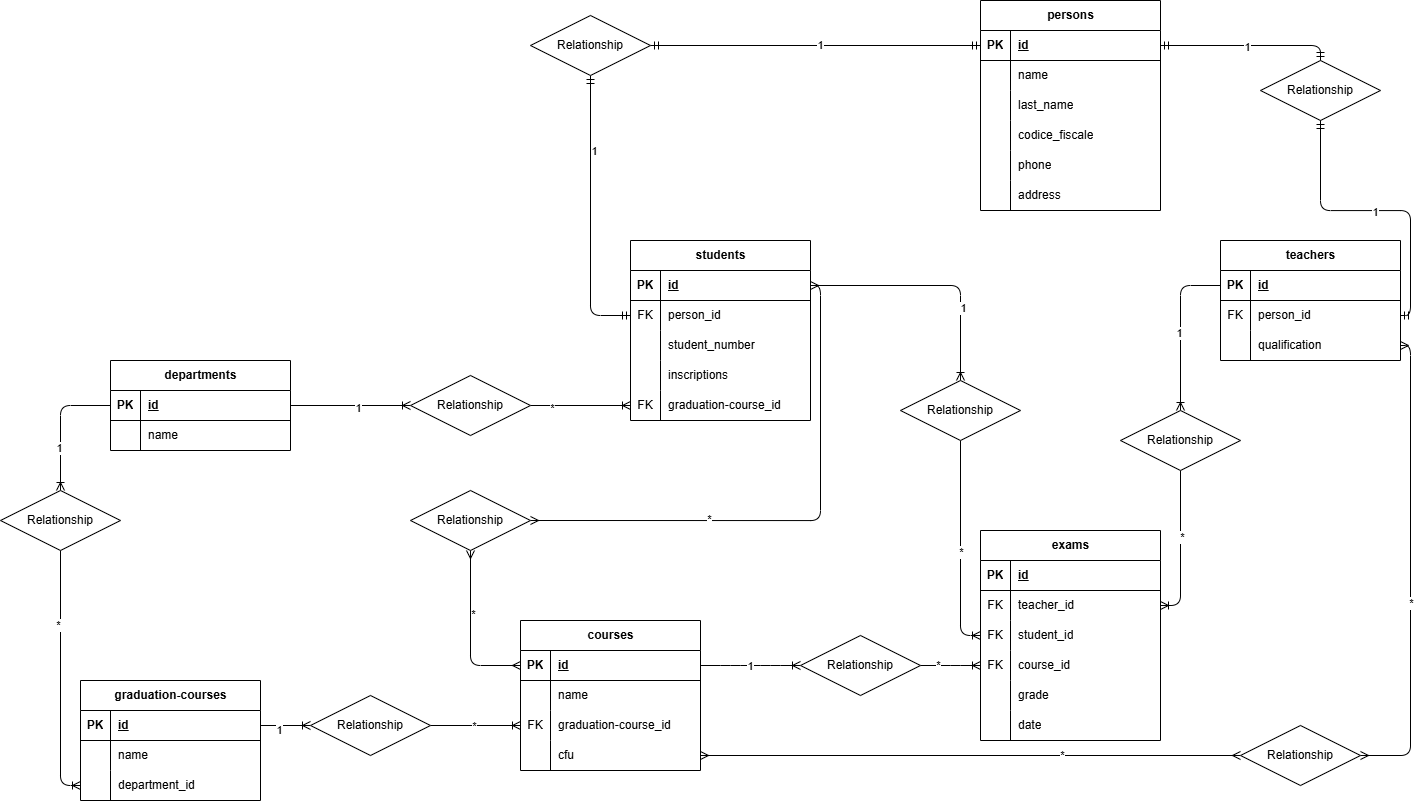 persons
Relationship
1
PK id
1
name
Relationship
last_name
codice_fiscale
1
phone
address
1
students
teachers
PK id
PK id
1
FK person_id
FK person_id
1
student_number
qualification
departments
inscriptions
PK id
1
Relationship
*
FK graduation-course_id
Relationship
name
1
Relationship
Relationship
Relationship
*
exams
*
*
PK id
FK teacher_id
*
*
*
courses
FK student_id
PK id
1
Relationship
*
FK course_id
graduation-courses
name
grade
PK id
1
Relationship
*
FK graduation-course_id
date
name
cfu
*
Relationship
department_id